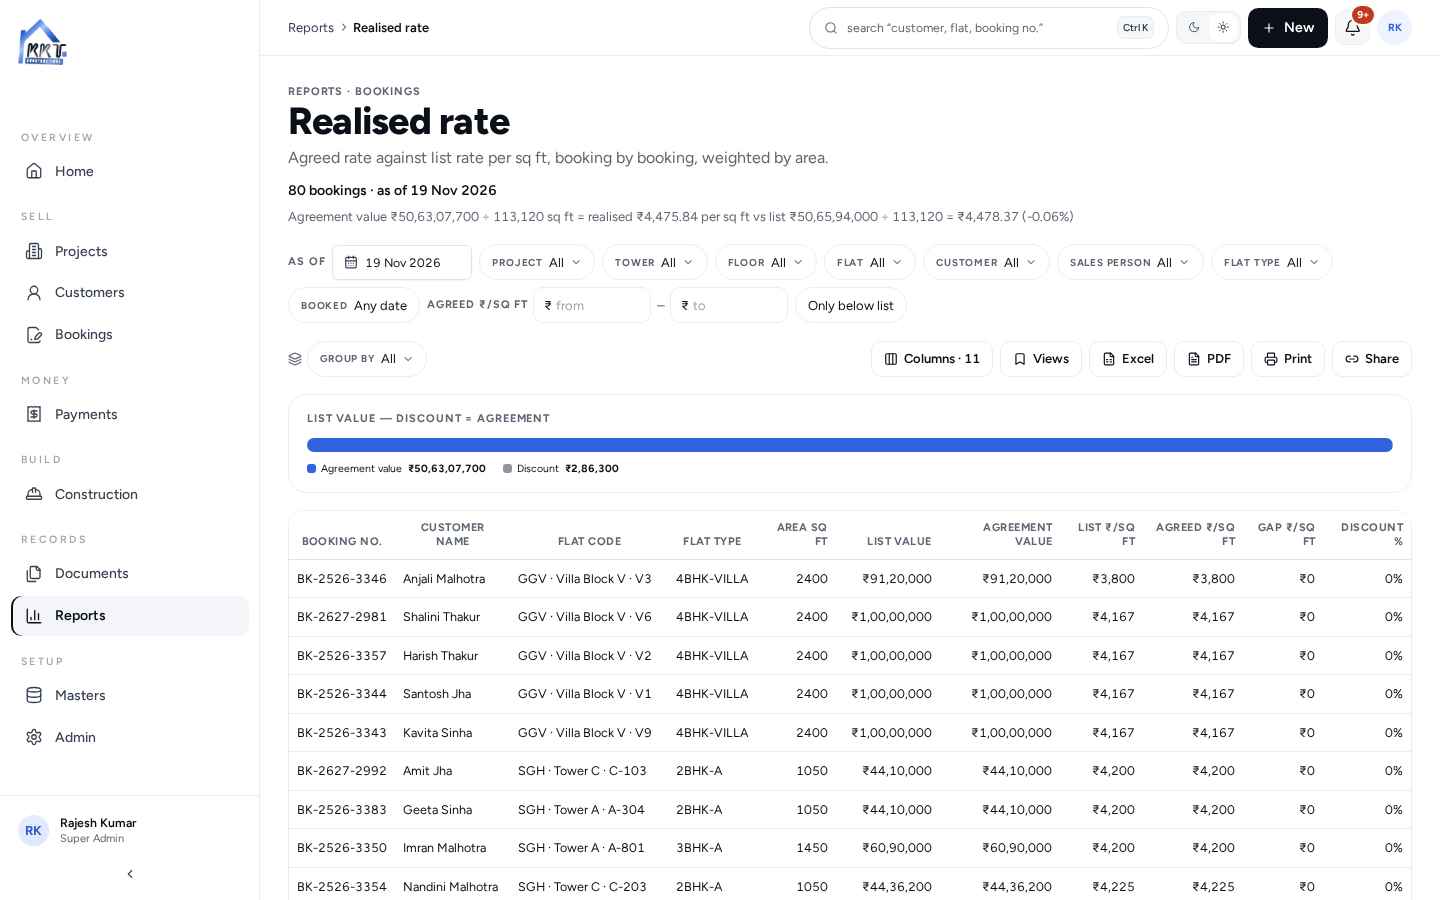 RKT
CONSTRUCTIONS
Reports > Realised rate
search “customer, flat, booking no.”
Ctrl K
New
9+
RK
OVERVIEW
Home
SELL
Projects
Customers
Bookings
MONEY
Payments
BUILD
Construction
RECORDS
Documents
Reports
SETUP
Masters
Admin
RK
Rajesh Kumar
Super Admin
REPORTS · BOOKINGS
Realised rate
Agreed rate against list rate per sq ft, booking by booking, weighted by area.
80 bookings · as of 19 Nov 2026
Agreement value ₹50,63,07,700 ÷ 113,120 sq ft = realised ₹4,475.84 per sq ft vs list ₹50,65,94,000 ÷ 113,120 = ₹4,478.37 (-0.06%)
AS OF 19 Nov 2026 PROJECT All TOWER All FLOOR All FLAT All CUSTOMER All SALES PERSON All FLAT TYPE All
BOOKED Any date AGREED ₹/SQ FT ₹ from – ₹ to Only below list
GROUP BY All Columns · 11 Views Excel PDF Print Share
LIST VALUE — DISCOUNT = AGREEMENT
Agreement value ₹50,63,07,700 Discount ₹2,86,300
BOOKING NO. CUSTOMER NAME FLAT CODE FLAT TYPE AREA SQ FT LIST VALUE AGREEMENT VALUE LIST ₹/SQ FT AGREED ₹/SQ FT GAP ₹/SQ FT DISCOUNT %
BK-2526-3346 Anjali Malhotra GGV · Villa Block V · V3 4BHK-VILLA 2400 ₹91,20,000 ₹91,20,000 ₹3,800 ₹3,800 ₹0 0%
BK-2627-2981 Shalini Thakur GGV · Villa Block V · V6 4BHK-VILLA 2400 ₹1,00,00,000 ₹1,00,00,000 ₹4,167 ₹4,167 ₹0 0%
BK-2526-3357 Harish Thakur GGV · Villa Block V · V2 4BHK-VILLA 2400 ₹1,00,00,000 ₹1,00,00,000 ₹4,167 ₹4,167 ₹0 0%
BK-2526-3344 Santosh Jha GGV · Villa Block V · V1 4BHK-VILLA 2400 ₹1,00,00,000 ₹1,00,00,000 ₹4,167 ₹4,167 ₹0 0%
BK-2526-3343 Kavita Sinha GGV · Villa Block V · V9 4BHK-VILLA 2400 ₹1,00,00,000 ₹1,00,00,000 ₹4,167 ₹4,167 ₹0 0%
BK-2627-2992 Amit Jha SGH · Tower C · C-103 2BHK-A 1050 ₹44,10,000 ₹44,10,000 ₹4,200 ₹4,200 ₹0 0%
BK-2526-3383 Geeta Sinha SGH · Tower A · A-304 2BHK-A 1050 ₹44,10,000 ₹44,10,000 ₹4,200 ₹4,200 ₹0 0%
BK-2526-3350 Imran Malhotra SGH · Tower A · A-801 3BHK-A 1450 ₹60,90,000 ₹60,90,000 ₹4,200 ₹4,200 ₹0 0%
BK-2526-3354 Nandini Malhotra SGH · Tower C · C-203 2BHK-A 1050 ₹44,36,200 ₹44,36,200 ₹4,225 ₹4,225 ₹0 0%